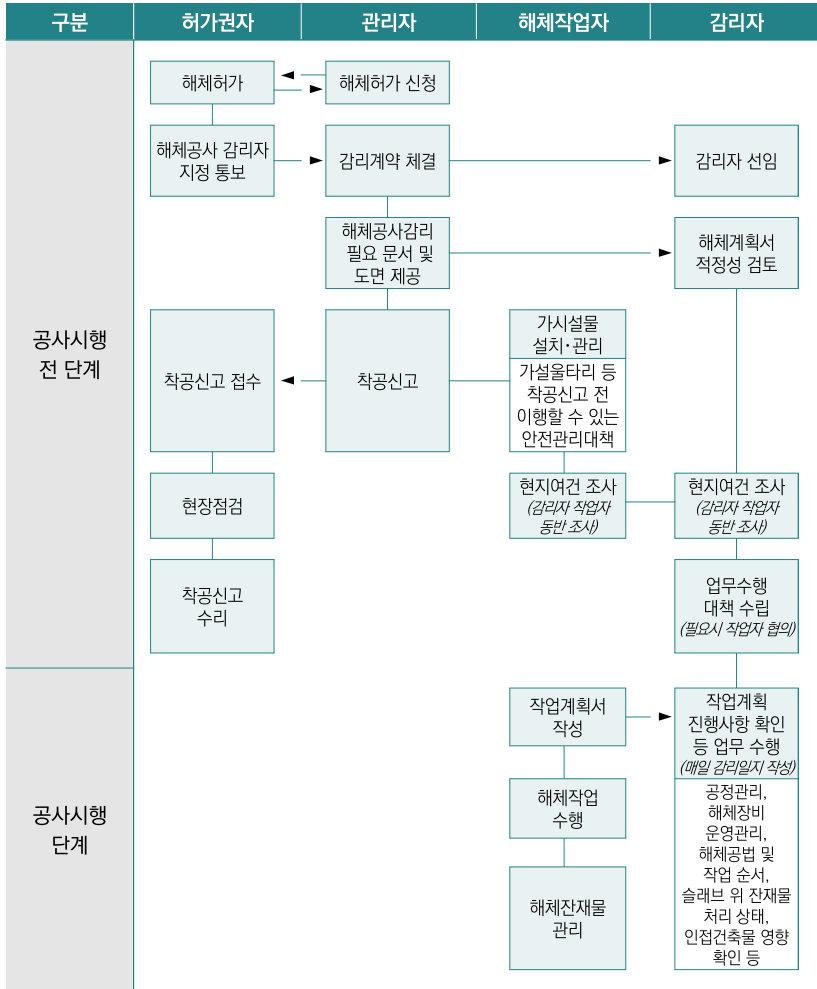 구분
허가권자
관리자
해체작업자
감리자
공사시행
전 단계
해체허가
해체허가 신청
해체공사 감리자
지정 통보
감리계약 체결
감리자 선임
해체공사감리
필요 문서 및
도면 제공
해체계획서
적정성 검토
착공신고 접수
착공신고
가시설물
설치·관리
가설울타리 등
착공신고 전
이행할 수 있는
안전관리대책
현장점검
현지여건 조사
(감리자 작업자
동반 조사)
현지여건 조사
(감리자 작업자
동반 조사)
착공신고
수리
업무수행
대책 수립
(필요시 작업자 협의)
공사시행
단계
작업계획서
작성
작업계획
진행사항 확인
등 업무 수행
(매일 감리일지 작성)
해체작업
수행
공정관리,
해체장비
운영관리,
해체공법 및
작업 순서,
슬래브 위 잔재물
처리 상태,
인접건축물 영향
확인 등
해체잔재물
관리